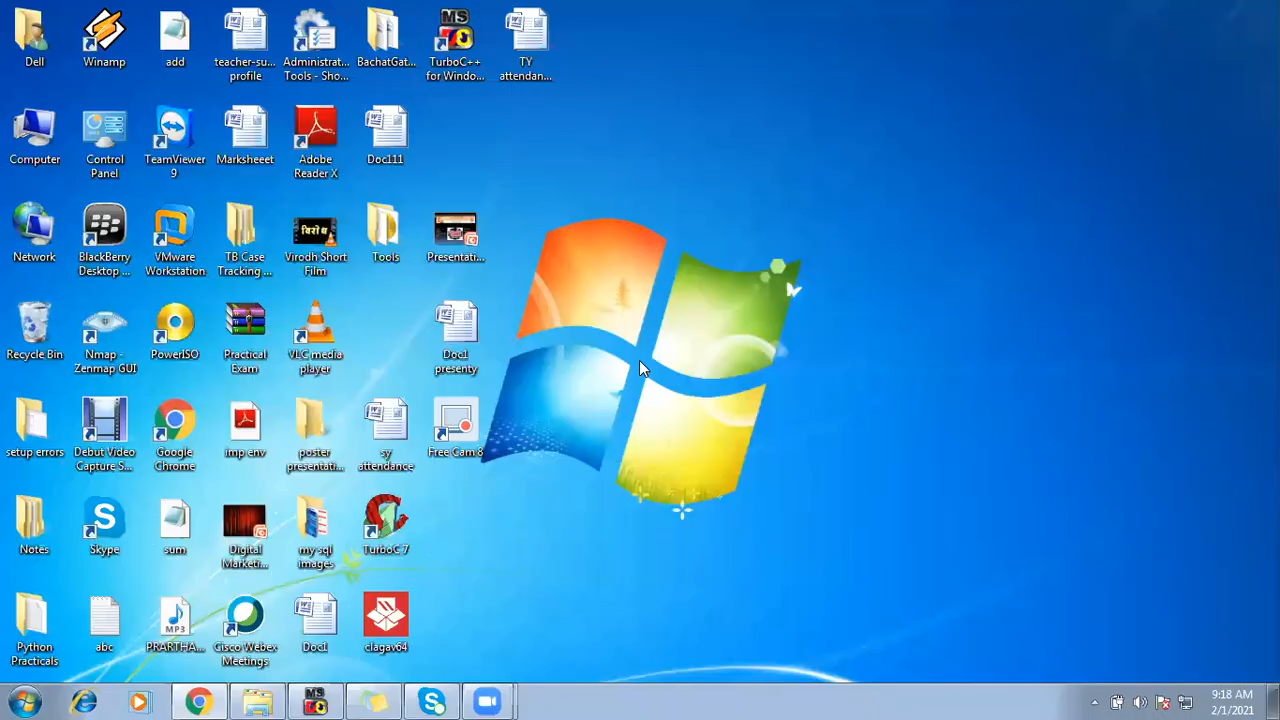 Dell
Winamp
add
teacher-su...
profile
Administrat...
Tools - Sho...
BachatGat...
MS
TurboC++
for Windo...
TY
attendan...
Computer
Control
Panel
TeamViewer
9
Marksheeet
Adobe
Reader X
Doc111
Network
BlackBerry
Desktop ...
VMware
Workstation
TB Case
Tracking ...
विरोध
Virodh Short
Film
Tools
Presentati...
Recycle Bin
Nmap -
Zenmap GUI
PowerISO
Practical
Exam
VLC media
player
Doc1
presenty
setup errors
Debut Video
Capture S...
Google
Chrome
imp env
poster
presentati...
sy
attendance
Free Cam 8
Notes
Skype
sum
Digital
Marketi...
my sql
images
TurboC 7
Python
Practicals
abc
MP3
PRARTHA...
Cisco Webex
Meetings
Doc1
clagav64
MS
9:18 AM
2/1/2021